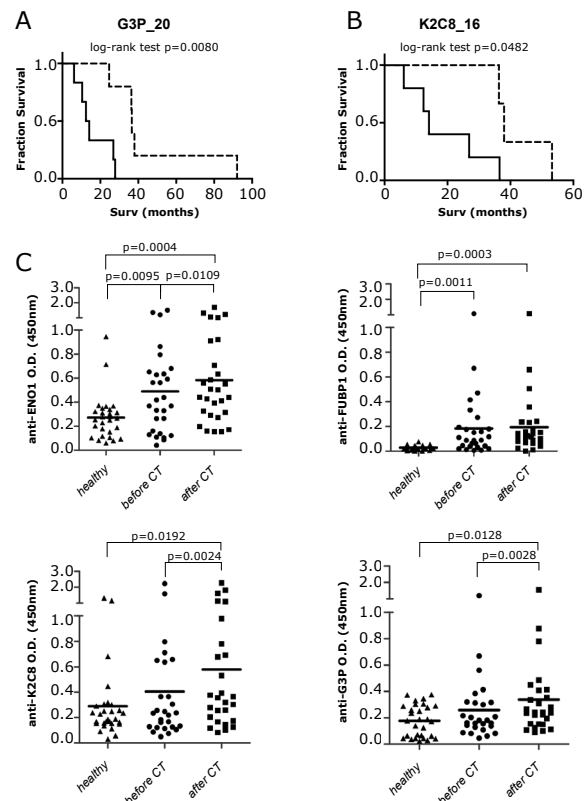 A
G3P_20
log-rank test p=0.0080
Fraction Survival
1.0
0.6
0.0
0 20 40 60 80 100
Surv (months)
B
K2C8_16
log-rank test p=0.0482
Fraction Survival
1.0
0.6
0.0
0 20 40 60
Surv (months)
C
p=0.0004
p=0.0095
p=0.0109
anti-ENO1 O.D. (450nm)
3.0
2.0
1.0
0.8
0.6
0.4
0.2
0.0
healthy
before CT
after CT
p=0.0003
p=0.0011
anti-FUBP1 O.D. (450nm)
3.0
2.0
1.0
0.8
0.6
0.4
0.2
0.0
healthy
before CT
after CT
p=0.0192
p=0.0024
anti-K2C8 O.D. (450nm)
3.0
2.0
1.0
0.8
0.6
0.4
0.2
0.0
healthy
before CT
after CT
p=0.0128
p=0.0028
anti-G3P O.D. (450nm)
3.0
2.0
1.0
0.8
0.6
0.4
0.2
0.0
healthy
before CT
after CT